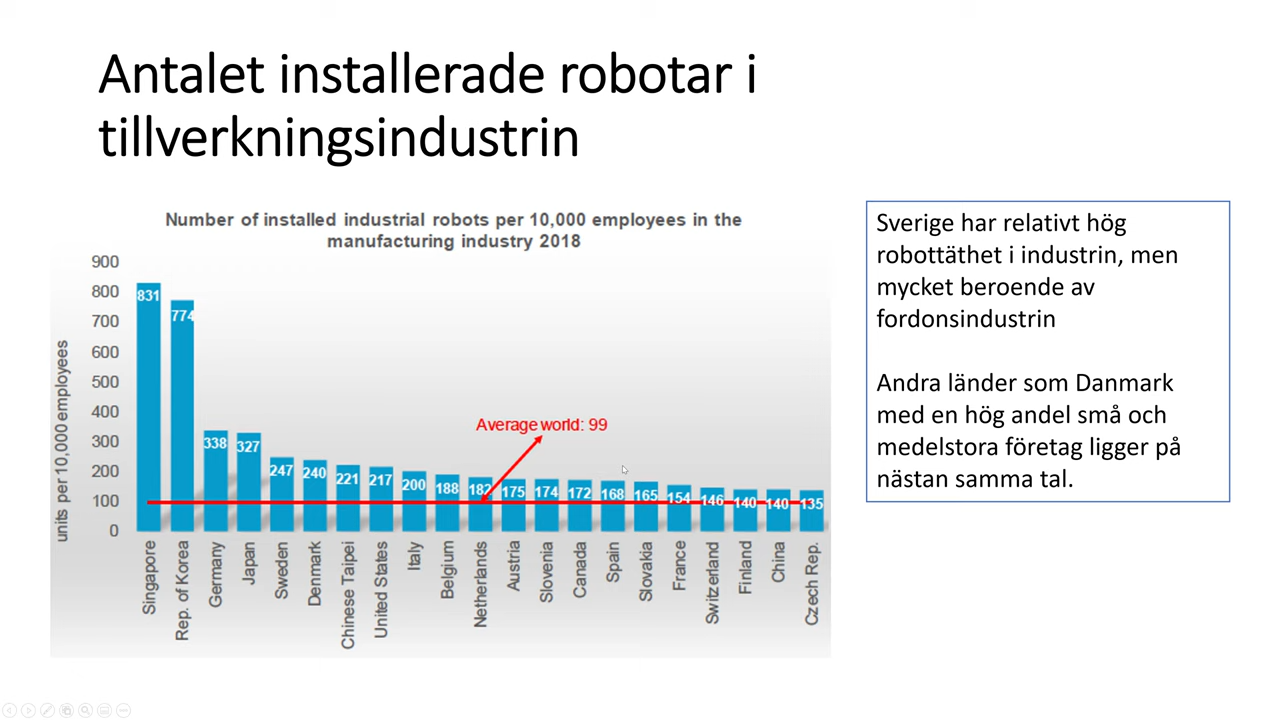 Antalet installerade robotar i
tillverkningsindustrin
Number of installed industrial robots per 10,000 employees in the
manufacturing industry 2018
units per 10,000 employees
900
800
700
600
500
400
300
200
100
0
831
774
338
327
247
240
221
217
200
188
182
175
174
172
168
165
154
146
140
140
135
Average world: 99
Singapore
Rep. of Korea
Germany
Japan
Sweden
Denmark
Chinese Taipei
United States
Italy
Belgium
Netherlands
Austria
Slovenia
Canada
Spain
Slovakia
France
Switzerland
Finland
China
Czech Rep.
Sverige har relativt hög
robottäthet i industrin, men
mycket beroende av
fordonsindustrin
Andra länder som Danmark
med en hög andel små och
medelstora företag ligger på
nästan samma tal.